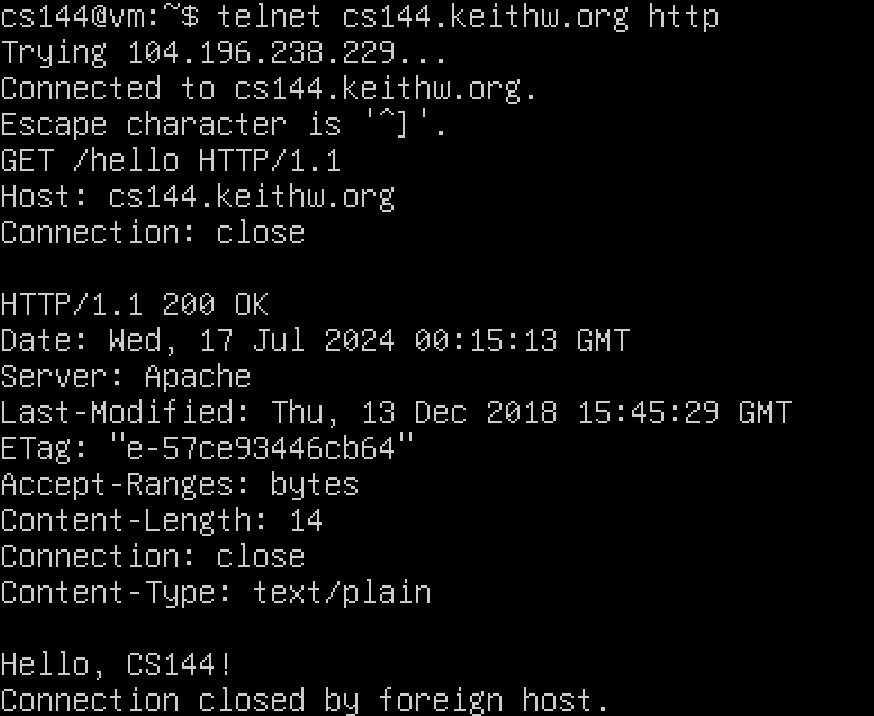 cs144@vm:~$ telnet cs144.keithw.org http
Trying 104.196.238.229...
Connected to cs144.keithw.org.
Escape character is '^]'.
GET /hello HTTP/1.1
Host: cs144.keithw.org
Connection: close

HTTP/1.1 200 OK
Date: Wed, 17 Jul 2024 00:15:13 GMT
Server: Apache
Last-Modified: Thu, 13 Dec 2018 15:45:29 GMT
ETag: "e-57ce93446cb64"
Accept-Ranges: bytes
Content-Length: 14
Connection: close
Content-Type: text/plain

Hello, CS144!
Connection closed by foreign host.